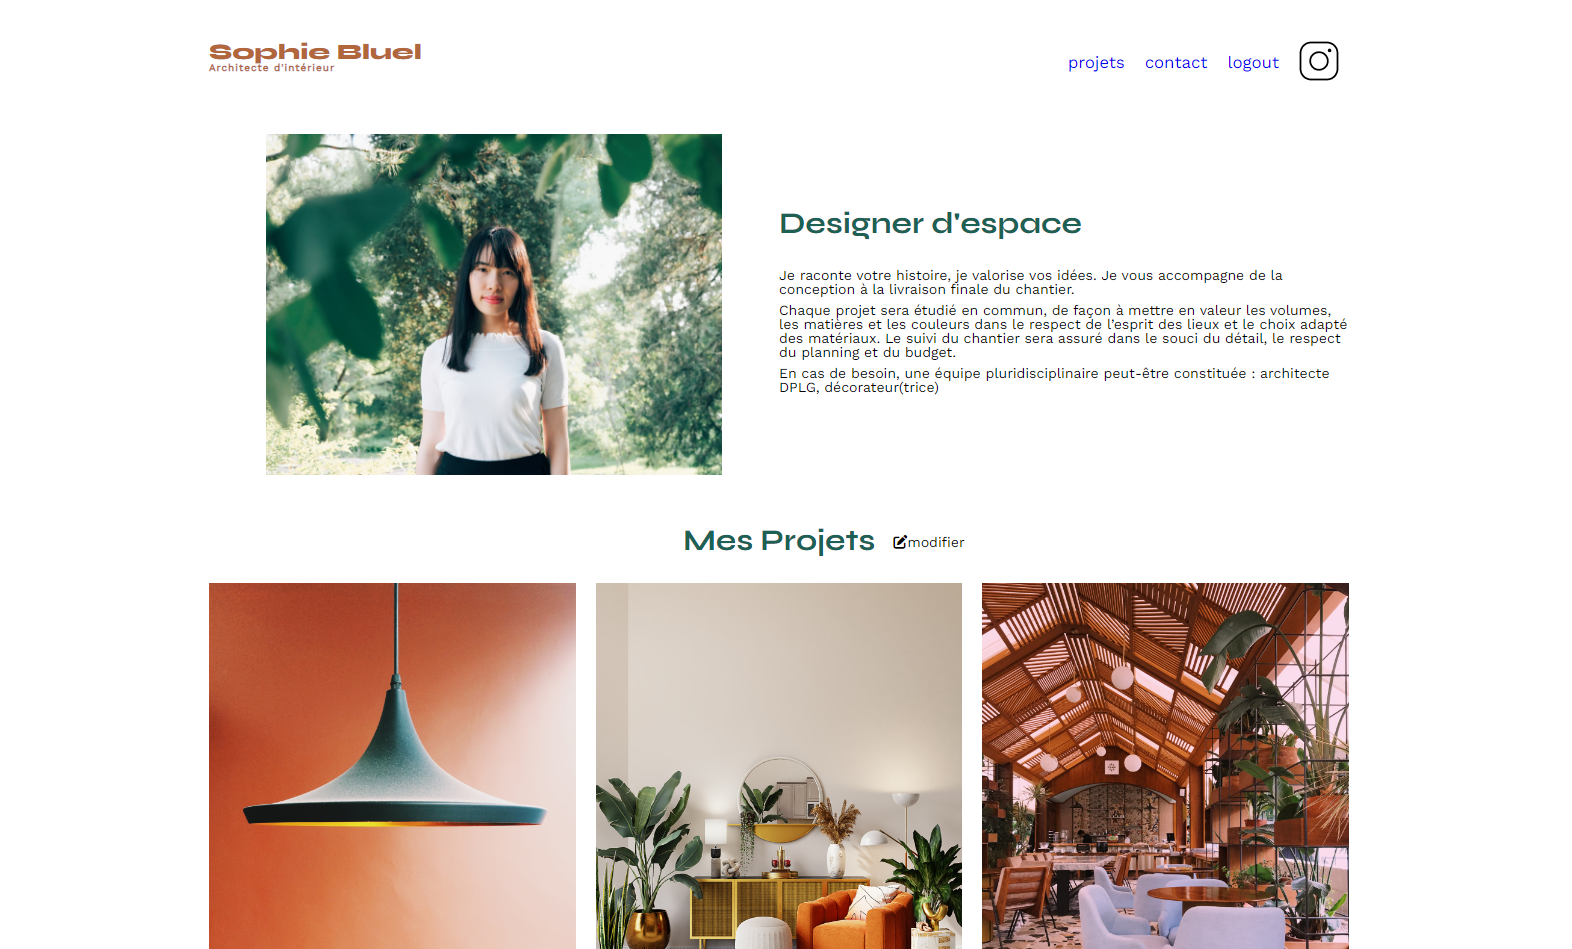 Sophie Bluel
Architecte d'intérieur
projets contact logout
Designer d'espace
Je raconte votre histoire, je valorise vos idées. Je vous accompagne de la
conception à la livraison finale du chantier.
Chaque projet sera étudié en commun, de façon à mettre en valeur les volumes,
les matières et les couleurs dans le respect de l’esprit des lieux et le choix adapté
des matériaux. Le suivi du chantier sera assuré dans le souci du détail, le respect
du planning et du budget.
En cas de besoin, une équipe pluridisciplinaire peut-être constituée : architecte
DPLG, décorateur(trice)
Mes Projets modifier